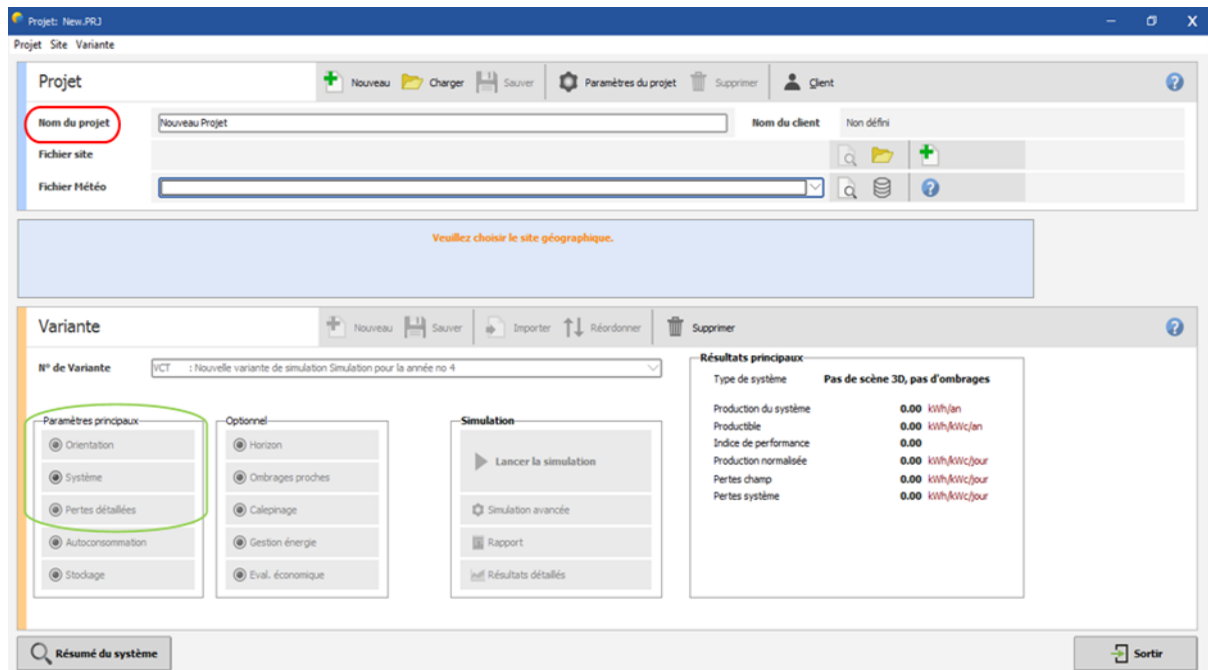 Projet: New.PRJ
Projet Site Variante
Projet Nouveau Charger Sauver Paramètres du projet Supprimer Client
Nom du projet Nouveau Projet Nom du client Non défini
Fichier site
Fichier Météo
Veuillez choisir le site géographique.
Variante Nouveau Sauver Importer Réordonner Supprimer
N° de Variante VCT : Nouvelle variante de simulation Simulation pour la année no 4
Paramètres principaux
Orientation
Système
Pertes détaillées
Autoconsommation
Stockage
Optionnel
Horizon
Ombrages proches
Calepinage
Gestion énergie
Eval. économique
Simulation
Lancer la simulation
Simulation avancée
Rapport
Résultats détaillés
Résultats principaux
Type de système Pas de scène 3D, pas d'ombrages
Production du système 0.00 kWh/an
Productible 0.00 kWh/kWc/an
Indice de performance 0.00
Production normalisée 0.00 kWh/kWc/jour
Pertes champ 0.00 kWh/kWc/jour
Pertes système 0.00 kWh/kWc/jour
Résumé du système
Sortir